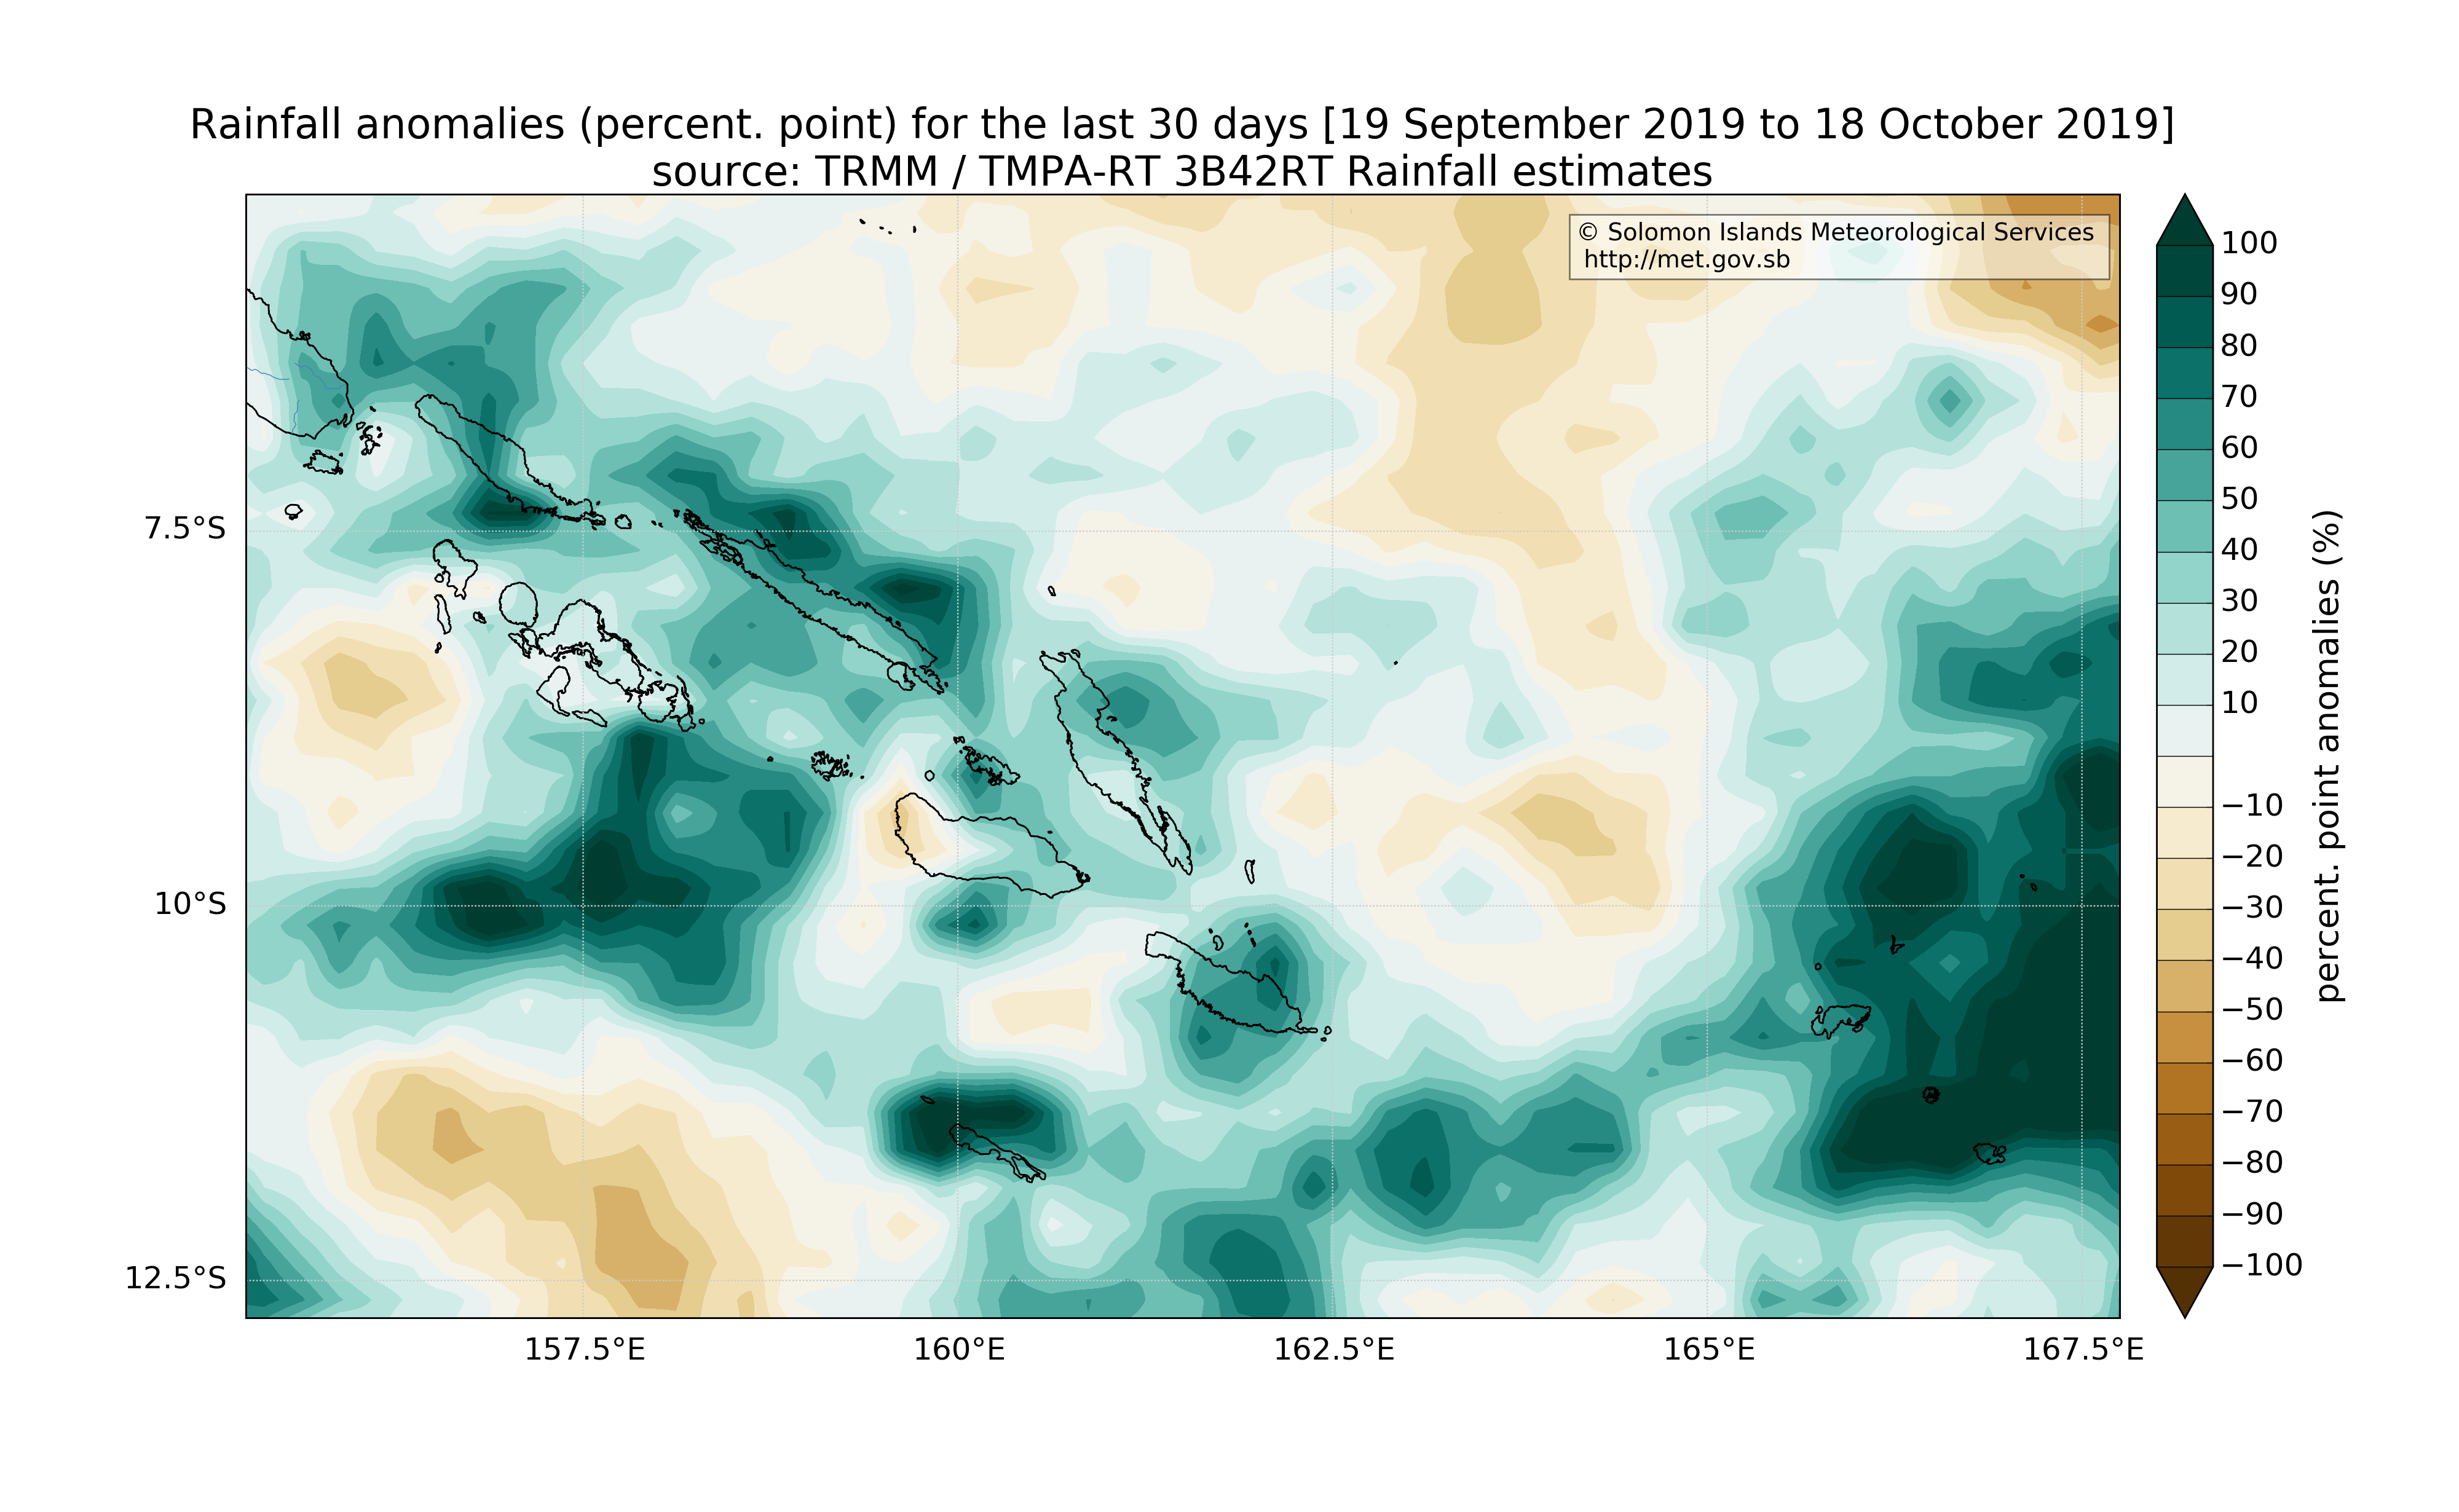 Rainfall anomalies (percent. point) for the last 30 days [19 September 2019 to 18 October 2019]
source: TRMM / TMPA-RT 3B42RT Rainfall estimates
© Solomon Islands Meteorological Services
http://met.gov.sb
7.5°S
10°S
12.5°S
157.5°E
160°E
162.5°E
165°E
167.5°E
100
90
80
70
60
50
40
30
20
10
−10
−20
−30
−40
−50
−60
−70
−80
−90
−100
percent. point anomalies (%)